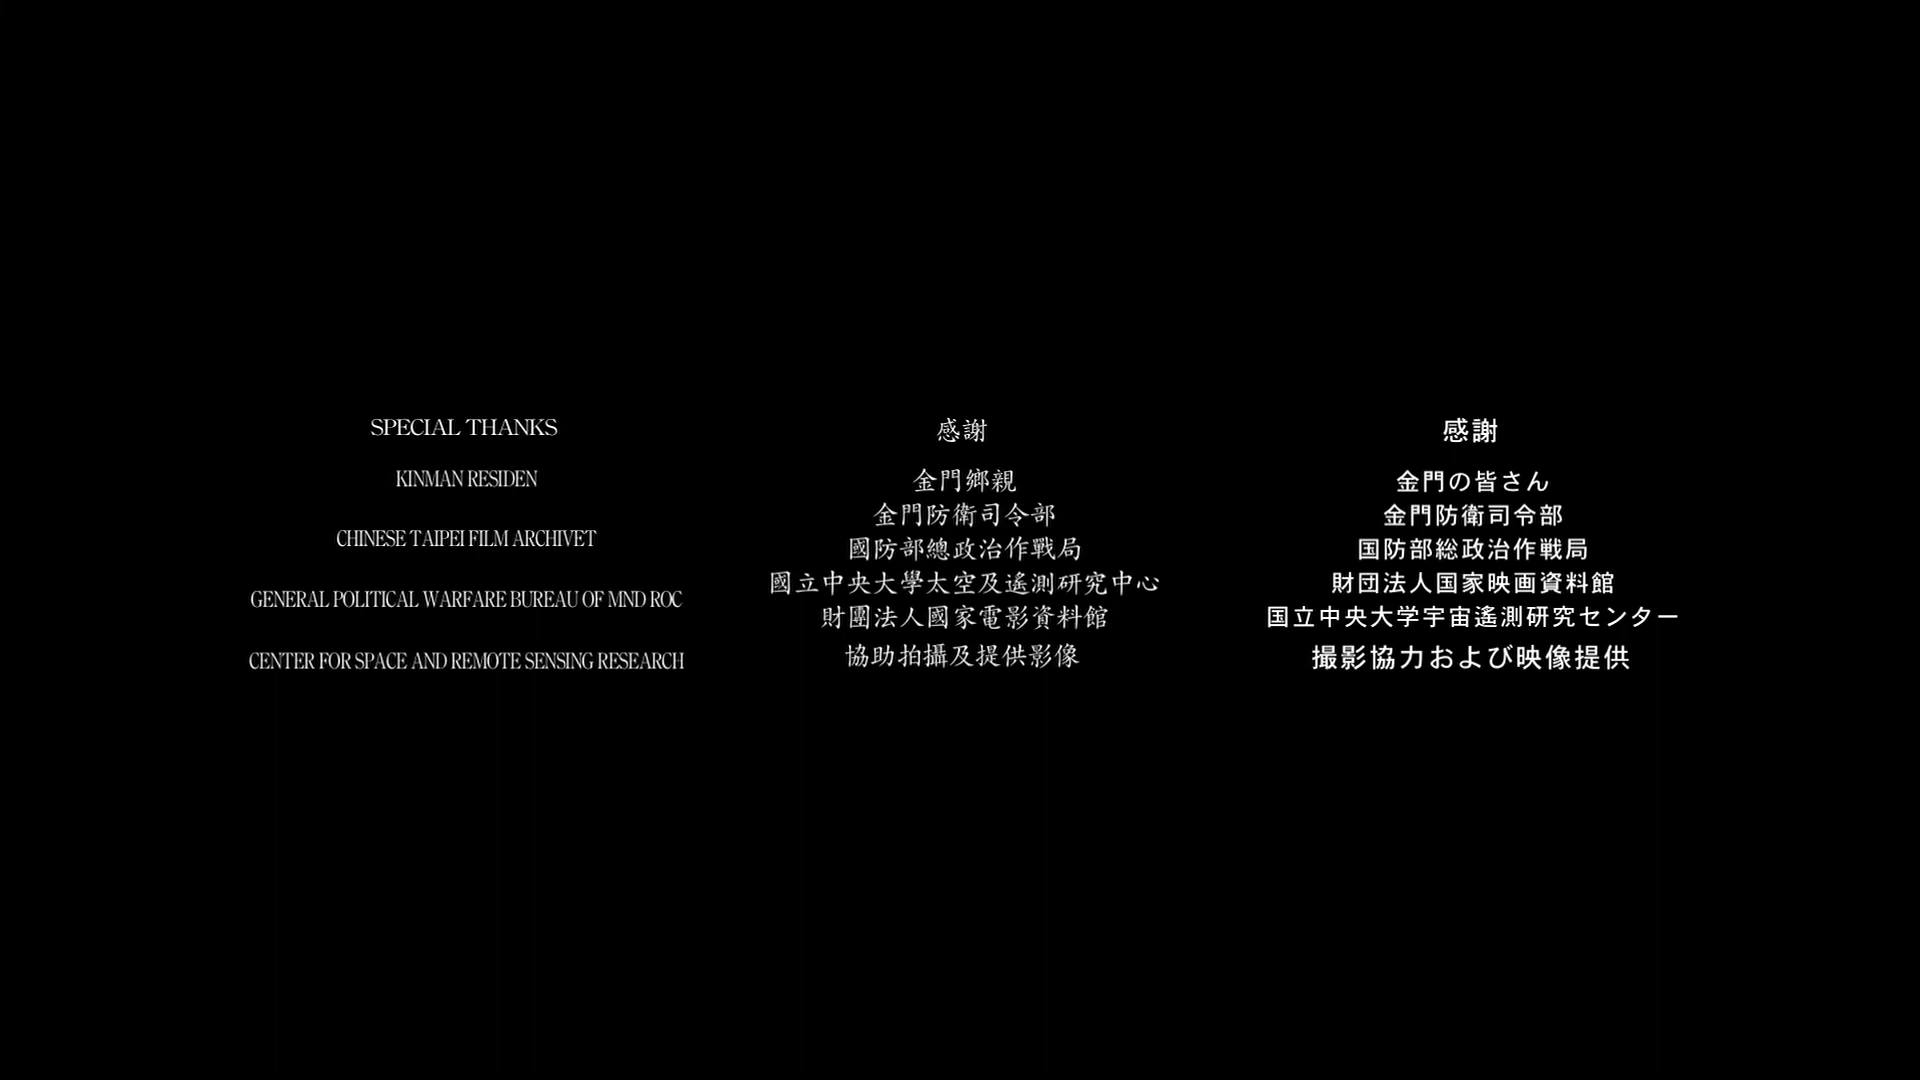 SPECIAL THANKS
KINMAN RESIDEN
CHINESE TAIPEI FILM ARCHIVET
GENERAL POLITICAL WARFARE BUREAU OF MND ROC
CENTER FOR SPACE AND REMOTE SENSING RESEARCH
感謝
金門鄉親
金門防衛司令部
國防部總政治作戰局
國立中央大學太空及遙測研究中心
財團法人國家電影資料館
協助拍攝及提供影像
感謝
金門の皆さん
金門防衛司令部
国防部総政治作戦局
財団法人国家映画資料館
国立中央大学宇宙遙測研究センター
撮影協力および映像提供